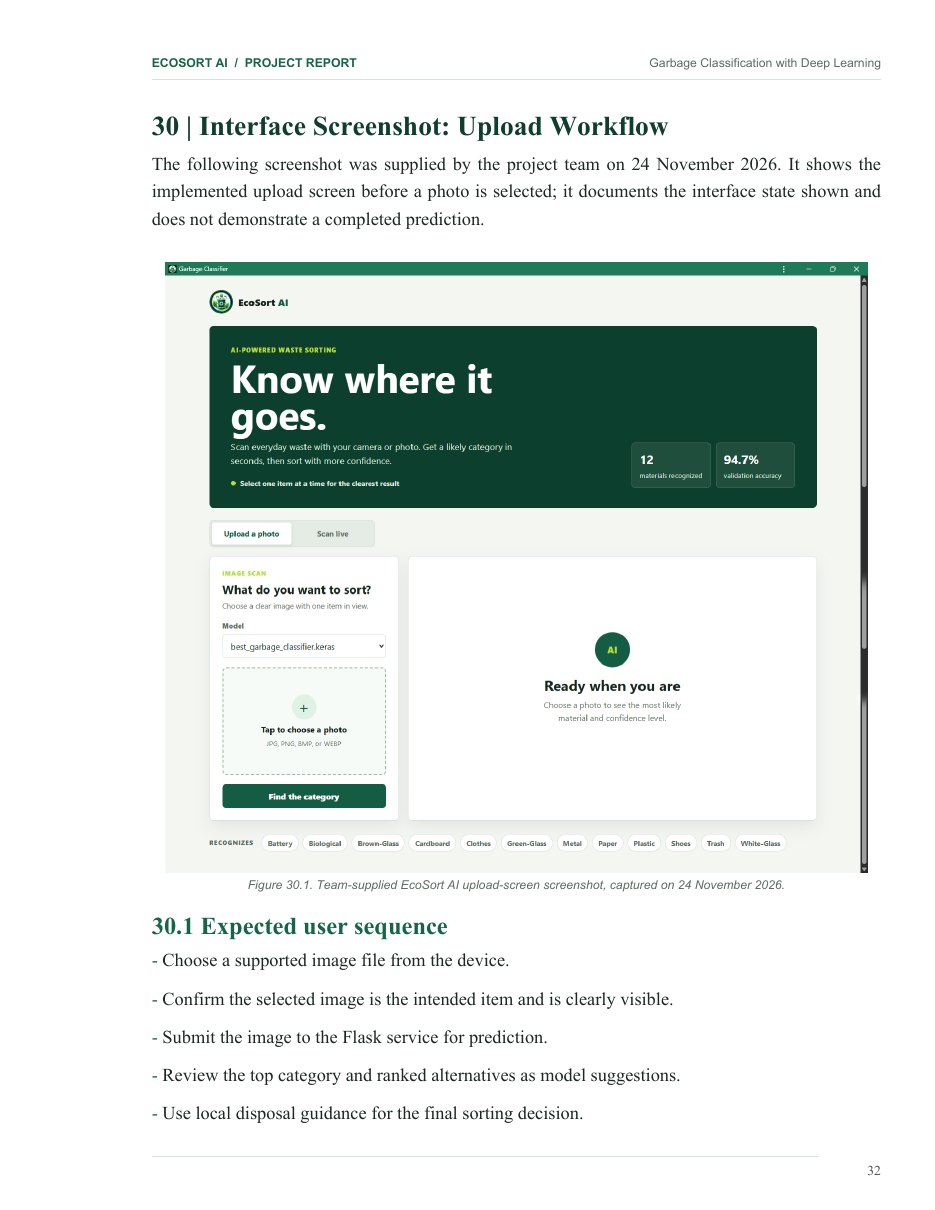 ECOSORT AI / PROJECT REPORT
Garbage Classification with Deep Learning
30 | Interface Screenshot: Upload Workflow
The following screenshot was supplied by the project team on 24 November 2026. It shows the
implemented upload screen before a photo is selected; it documents the interface state shown and
does not demonstrate a completed prediction.
Garbage Classifier
EcoSort AI
AI-POWERED WASTE SORTING
Know where it
goes.
Scan everyday waste with your camera or photo. Get a likely category in
seconds, then sort with more confidence.
Select one item at a time for the clearest result
12
materials recognized
94.7%
validation accuracy
Upload a photo
Scan live
IMAGE SCAN
What do you want to sort?
Choose a clear image with one item in view.
Model
best_garbage_classifier.keras
+
Tap to choose a photo
JPG, PNG, BMP, or WEBP
Find the category
AI
Ready when you are
Choose a photo to see the most likely
material and confidence level.
RECOGNIZES Battery Biological Brown-Glass Cardboard Clothes Green-Glass Metal Paper Plastic Shoes Trash White-Glass
Figure 30.1. Team-supplied EcoSort AI upload-screen screenshot, captured on 24 November 2026.
30.1 Expected user sequence
- Choose a supported image file from the device.
- Confirm the selected image is the intended item and is clearly visible.
- Submit the image to the Flask service for prediction.
- Review the top category and ranked alternatives as model suggestions.
- Use local disposal guidance for the final sorting decision.
32